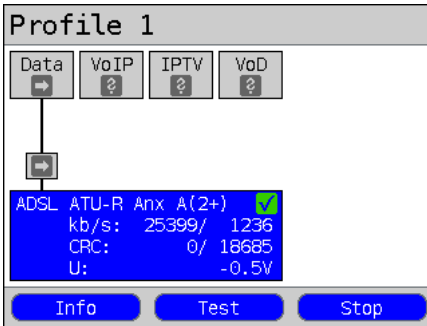 Profile 1
Data VoIP IPTV VoD
ADSL ATU-R Anx A(2+)
kb/s: 25399/ 1236
CRC: 0/ 18685
U: -0.5V
Info Test Stop